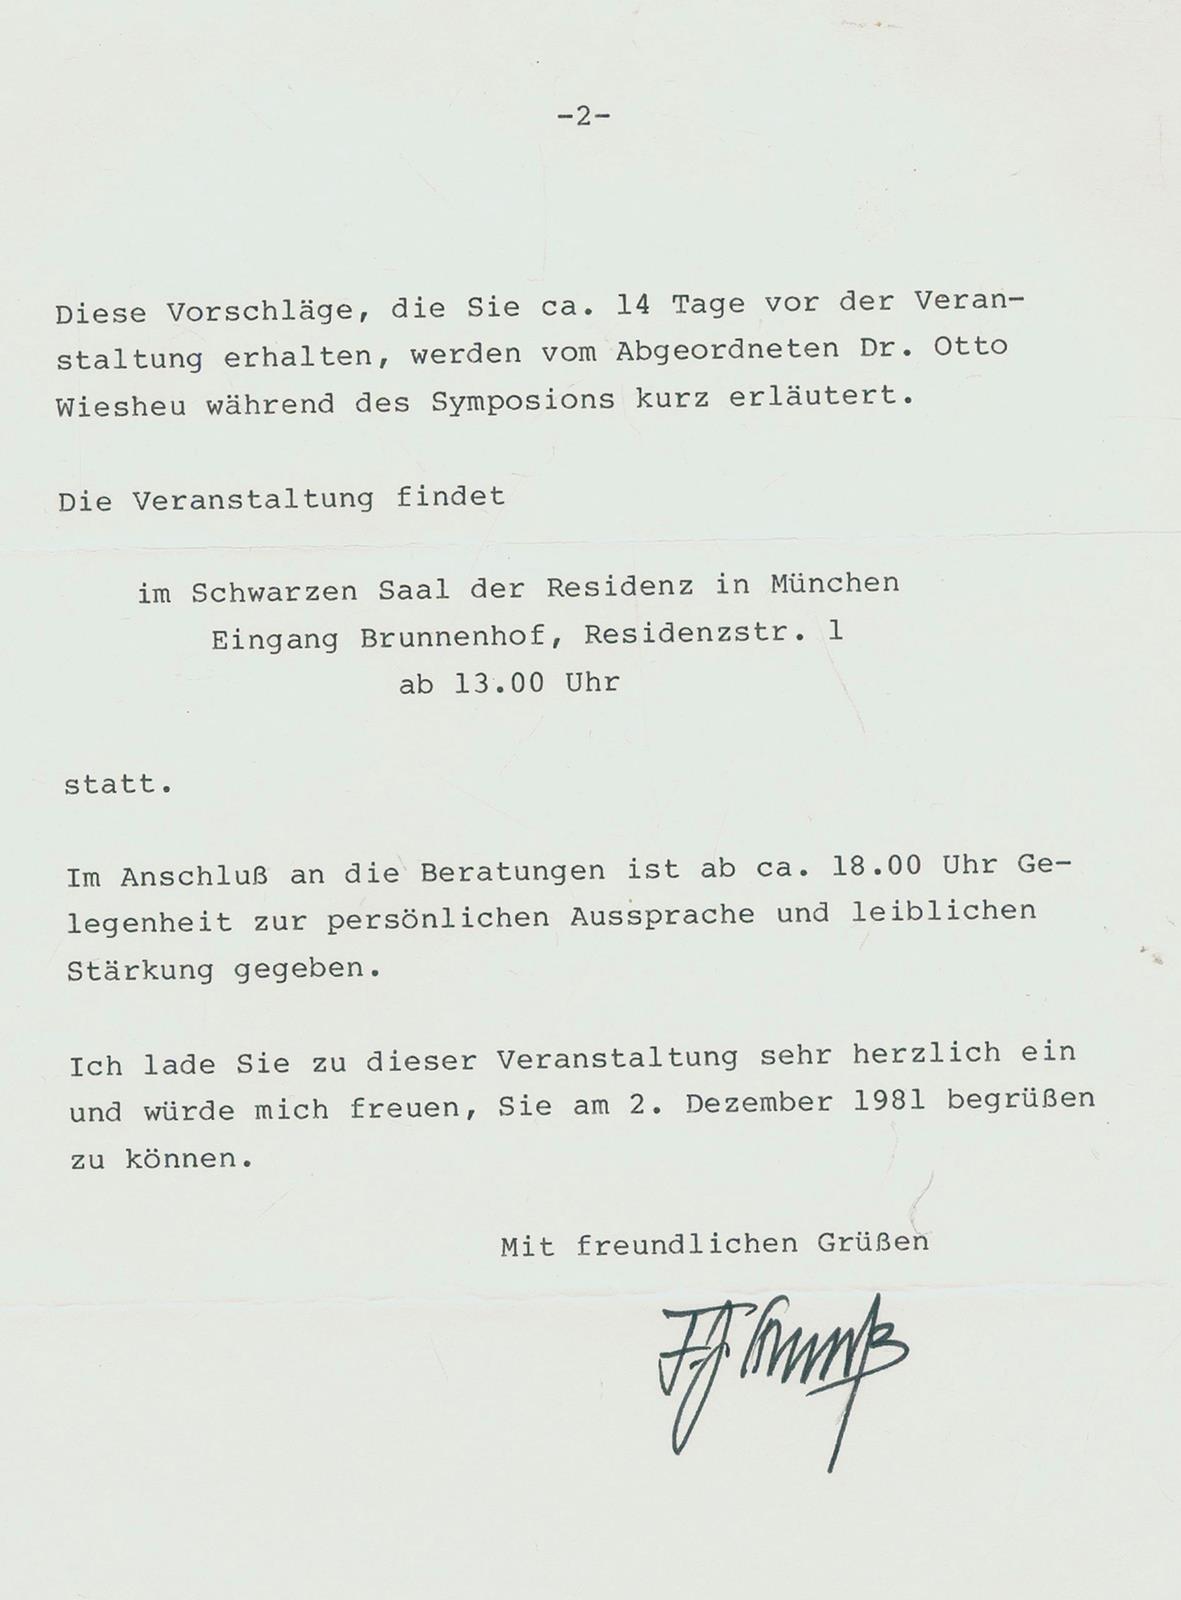 -2-
Diese Vorschläge, die Sie ca. 14 Tage vor der Veran-
staltung erhalten, werden vom Abgeordneten Dr. Otto
Wiesheu während des Symposions kurz erläutert.
Die Veranstaltung findet
im Schwarzen Saal der Residenz in München
Eingang Brunnenhof, Residenzstr. 1
ab 13.00 Uhr
statt.
Im Anschluß an die Beratungen ist ab ca. 18.00 Uhr Ge-
legenheit zur persönlichen Aussprache und leiblichen
Stärkung gegeben.
Ich lade Sie zu dieser Veranstaltung sehr herzlich ein
und würde mich freuen, Sie am 2. Dezember 1981 begrüßen
zu können.
Mit freundlichen Grüßen
FJStrauß